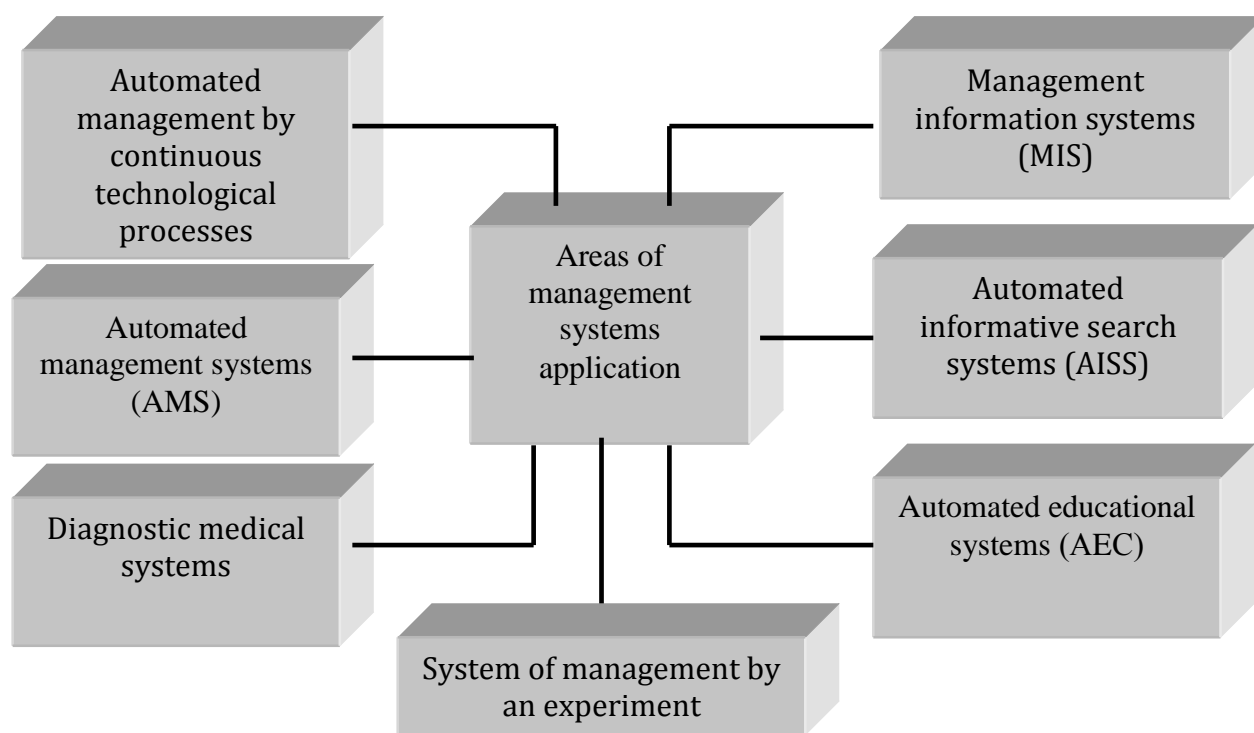 Automated
management by
continuous
technological
processes
Management
information systems
(MIS)
Areas of
management
systems
application
Automated
management systems
(AMS)
Automated
informative search
systems (AISS)
Diagnostic medical
systems
Automated educational
systems (AEC)
System of management by
an experiment